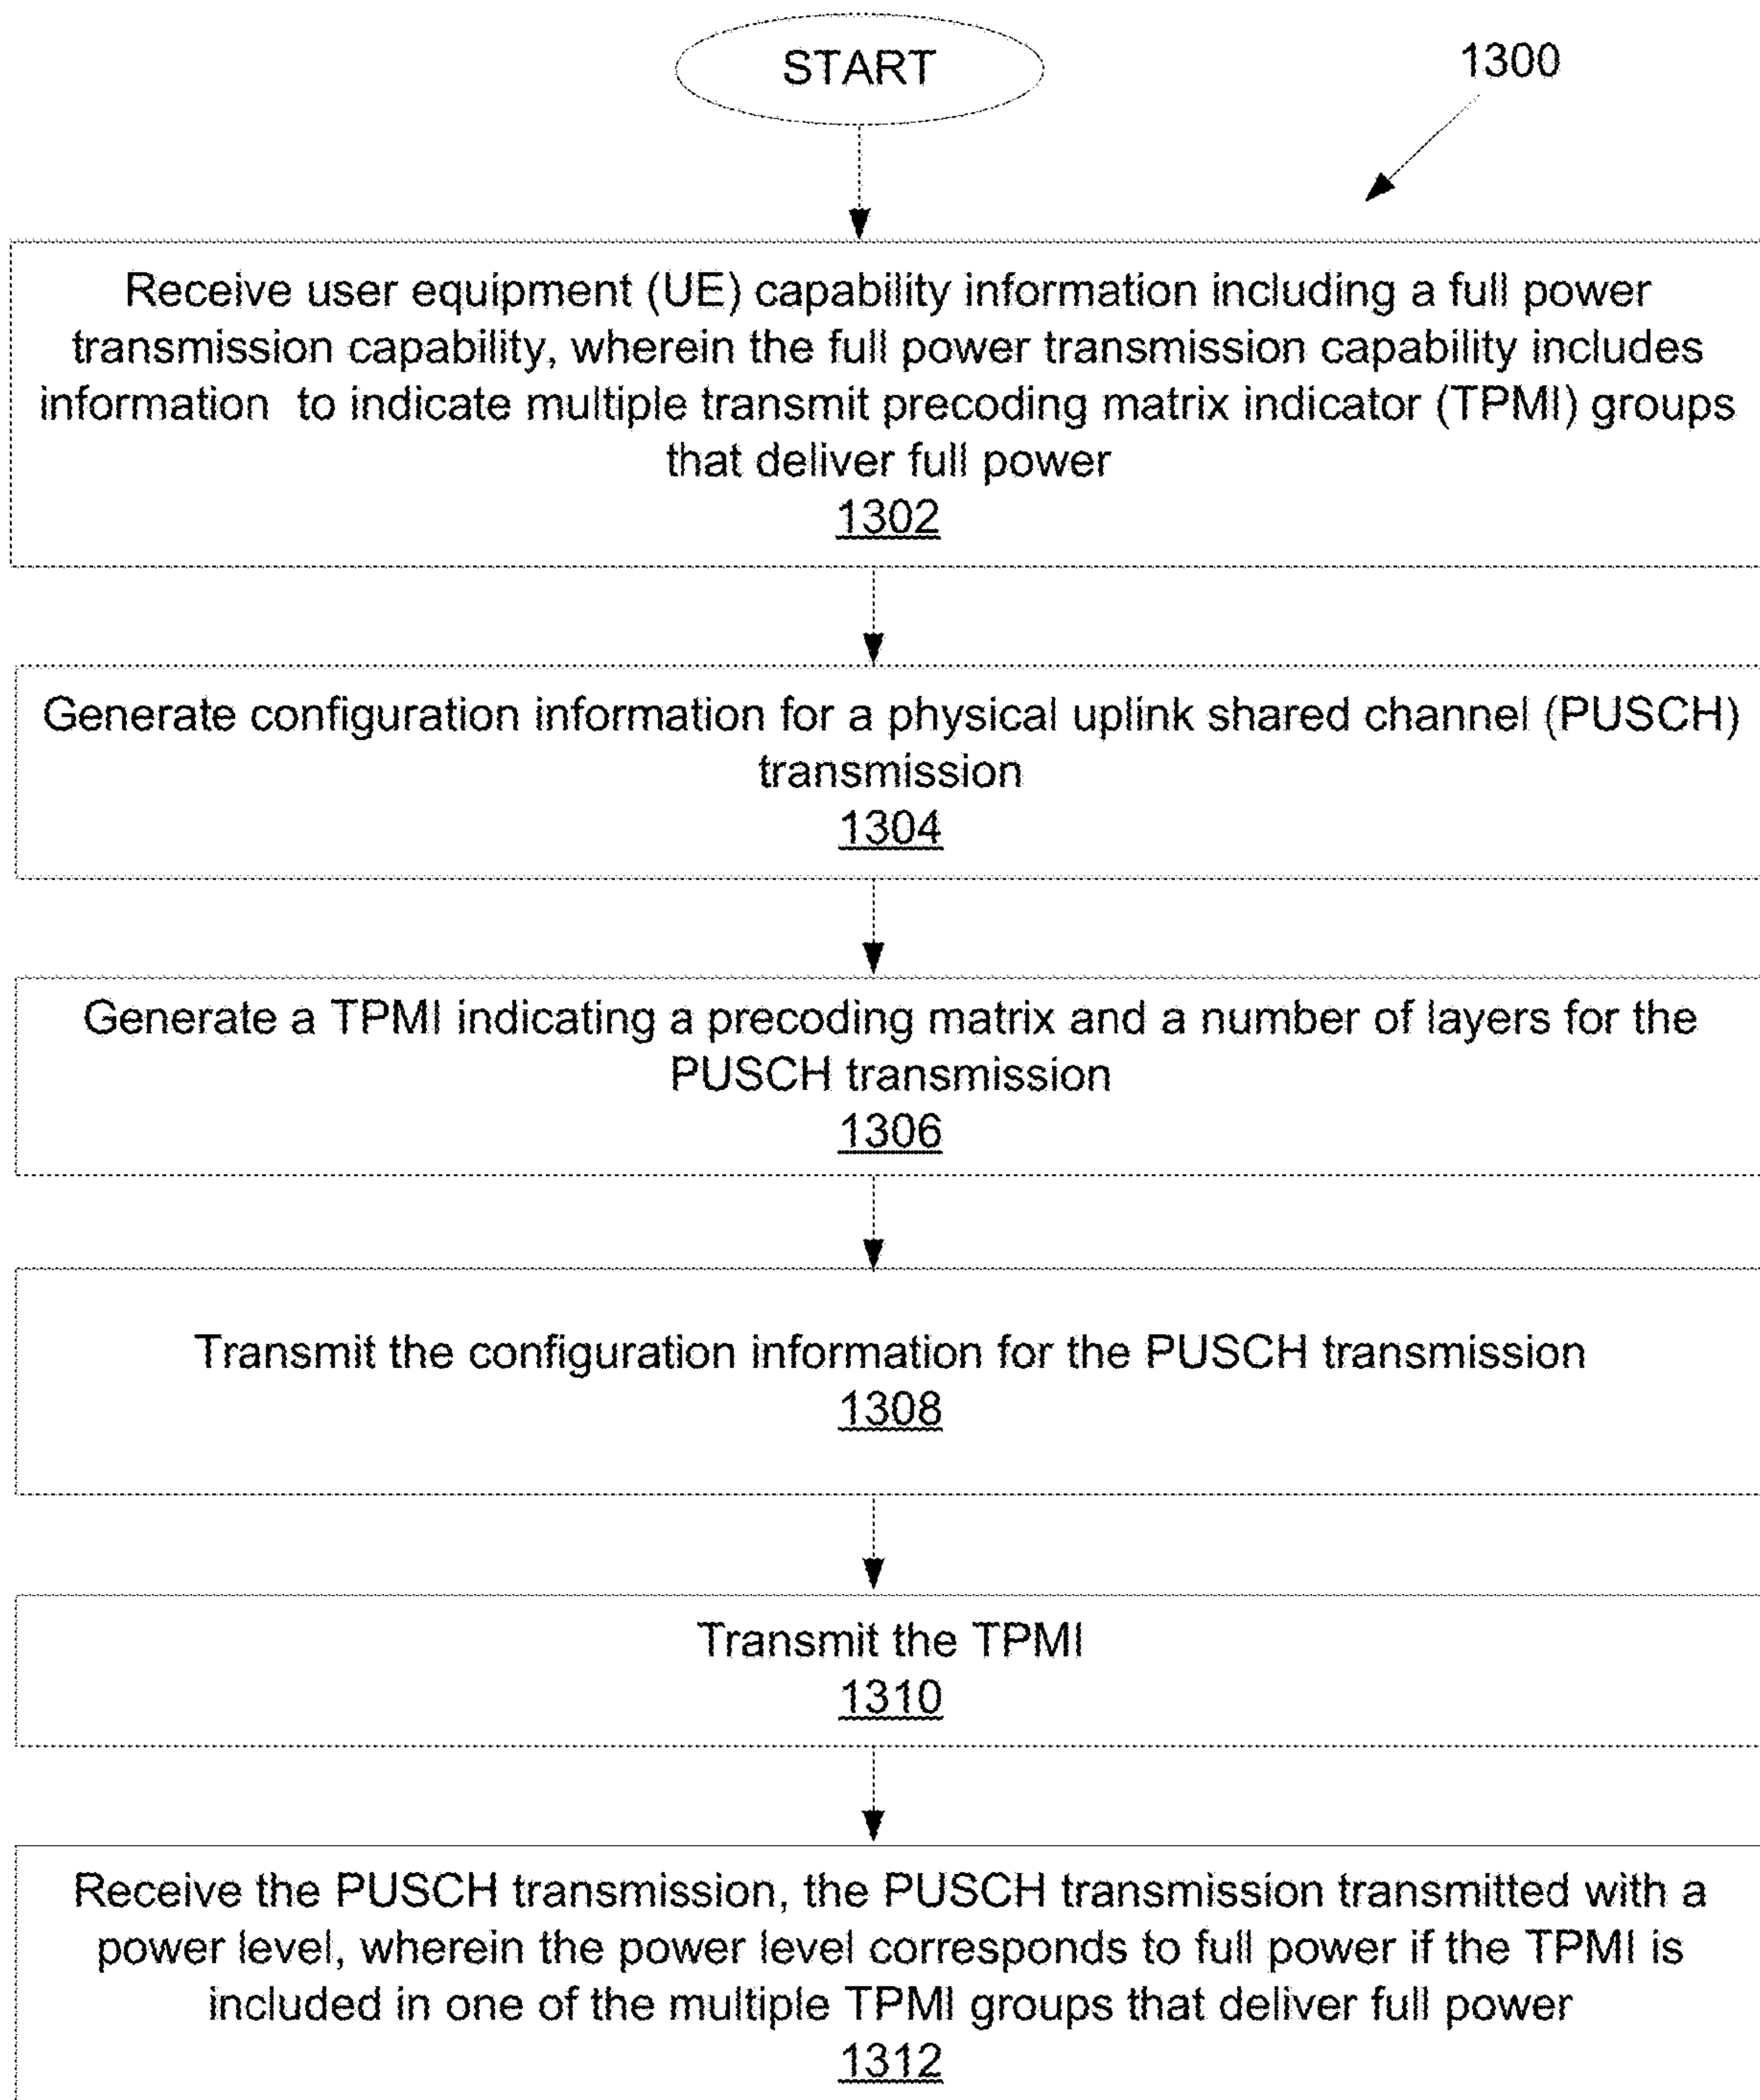 START
1300
Receive user equipment (UE) capability information including a full power
transmission capability, wherein the full power transmission capability includes
information to indicate multiple transmit precoding matrix indicator (TPMI) groups
that deliver full power
1302
Generate configuration information for a physical uplink shared channel (PUSCH)
transmission
1304
Generate a TPMI indicating a precoding matrix and a number of layers for the
PUSCH transmission
1306
Transmit the configuration information for the PUSCH transmission
1308
Transmit the TPMI
1310
Receive the PUSCH transmission, the PUSCH transmission transmitted with a
power level, wherein the power level corresponds to full power if the TPMI is
included in one of the multiple TPMI groups that deliver full power
1312